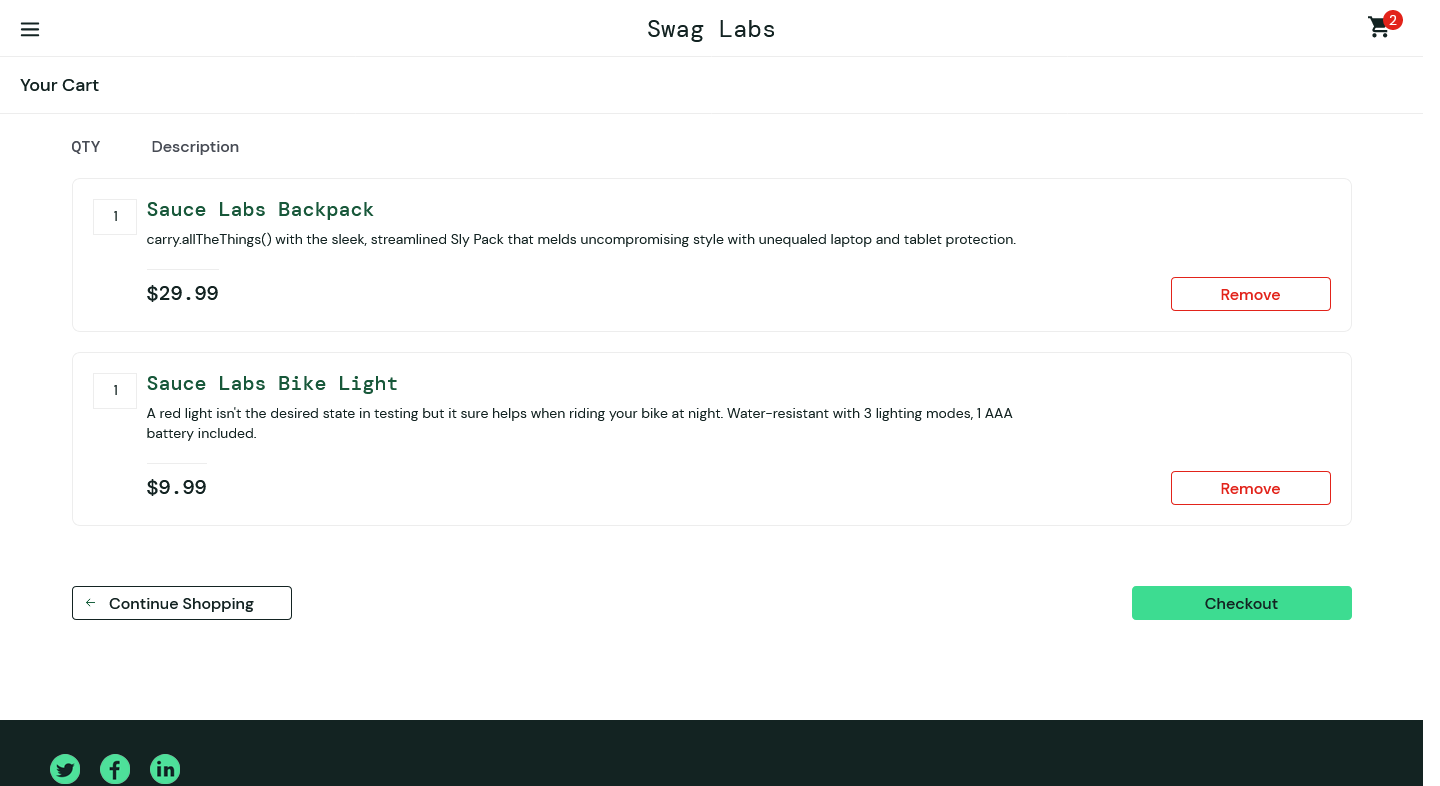 Swag Labs
2
Your Cart
QTY Description
1 Sauce Labs Backpack
carry.allTheThings() with the sleek, streamlined Sly Pack that melds uncompromising style with unequaled laptop and tablet protection.
$29.99 Remove
1 Sauce Labs Bike Light
A red light isn't the desired state in testing but it sure helps when riding your bike at night. Water-resistant with 3 lighting modes, 1 AAA
battery included.
$9.99 Remove
Continue Shopping Checkout